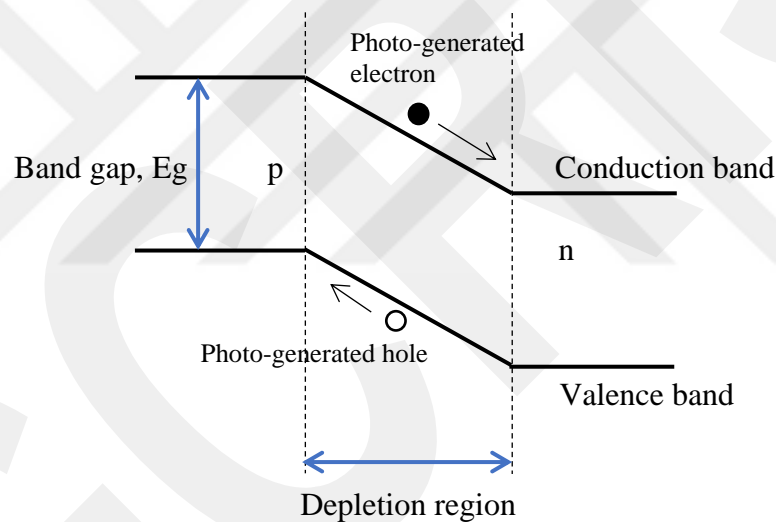 Photo-generated
electron
Band gap, Eg
p
Conduction band
n
Photo-generated hole
Valence band
Depletion region